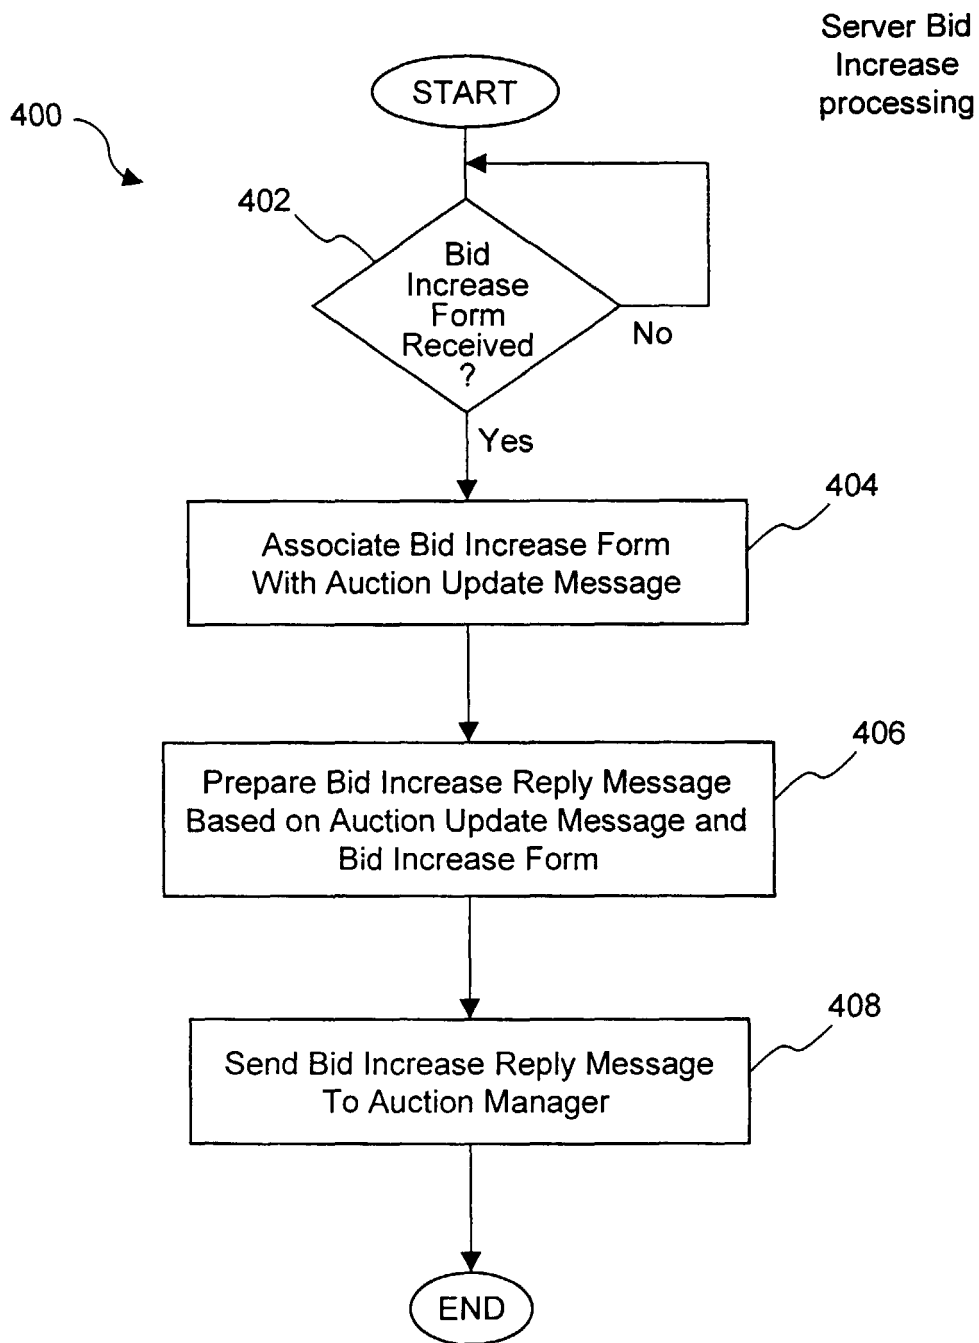 Server Bid
Increase
processing
START
400
402
Bid
Increase
Form
Received
?
No
Yes
404
Associate Bid Increase Form
With Auction Update Message
406
Prepare Bid Increase Reply Message
Based on Auction Update Message and
Bid Increase Form
408
Send Bid Increase Reply Message
To Auction Manager
END